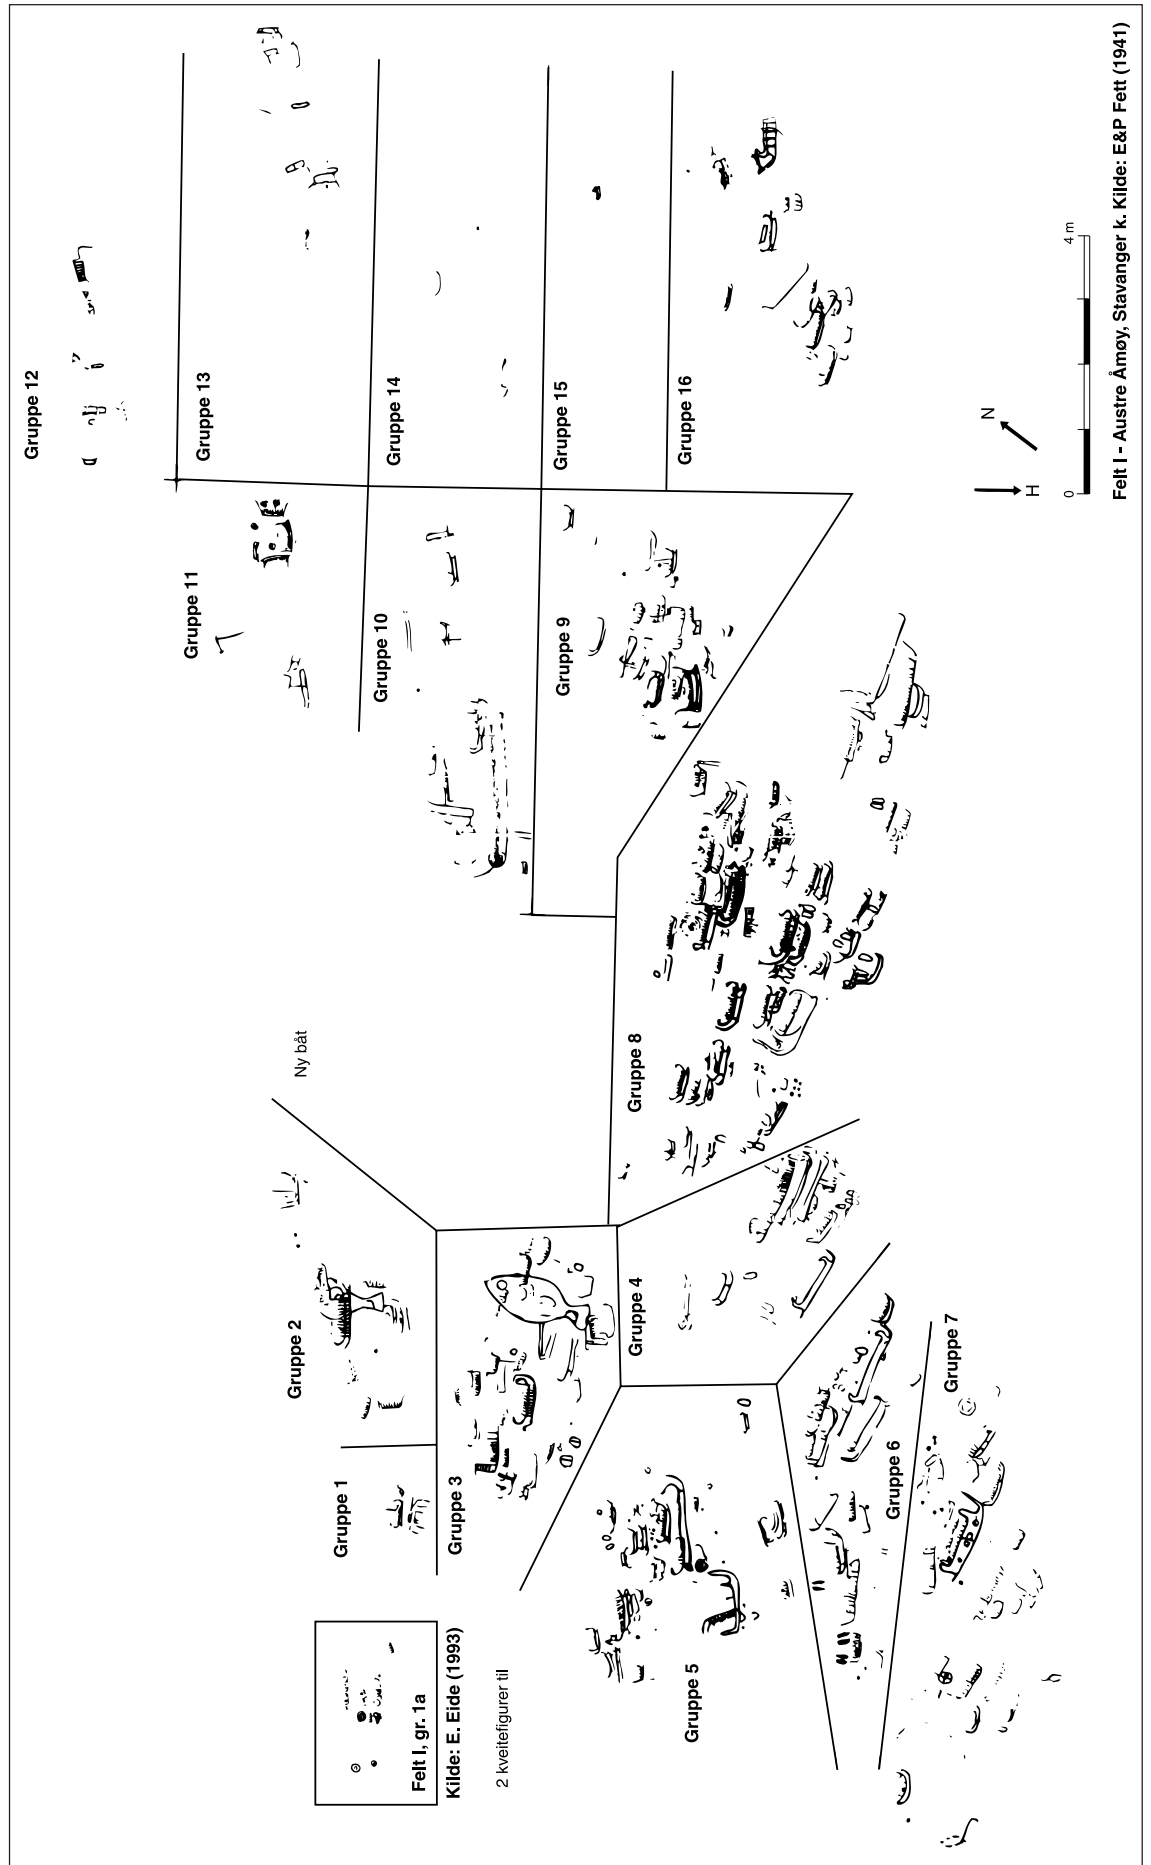 Gruppe 12
Gruppe 13
Gruppe 14
Gruppe 15
Gruppe 16
Gruppe 11
Gruppe 10
Gruppe 9
Ny båt
Gruppe 8
Gruppe 2
Gruppe 4
Gruppe 7
Gruppe 1
Gruppe 3
Gruppe 6
Gruppe 5
Felt I, gr. 1a
Kilde: E. Eide (1993)
2 kveitefigurer til
N
H
0
4 m
Felt I - Austre Åmøy, Stavanger k. Kilde: E&P Fett (1941)